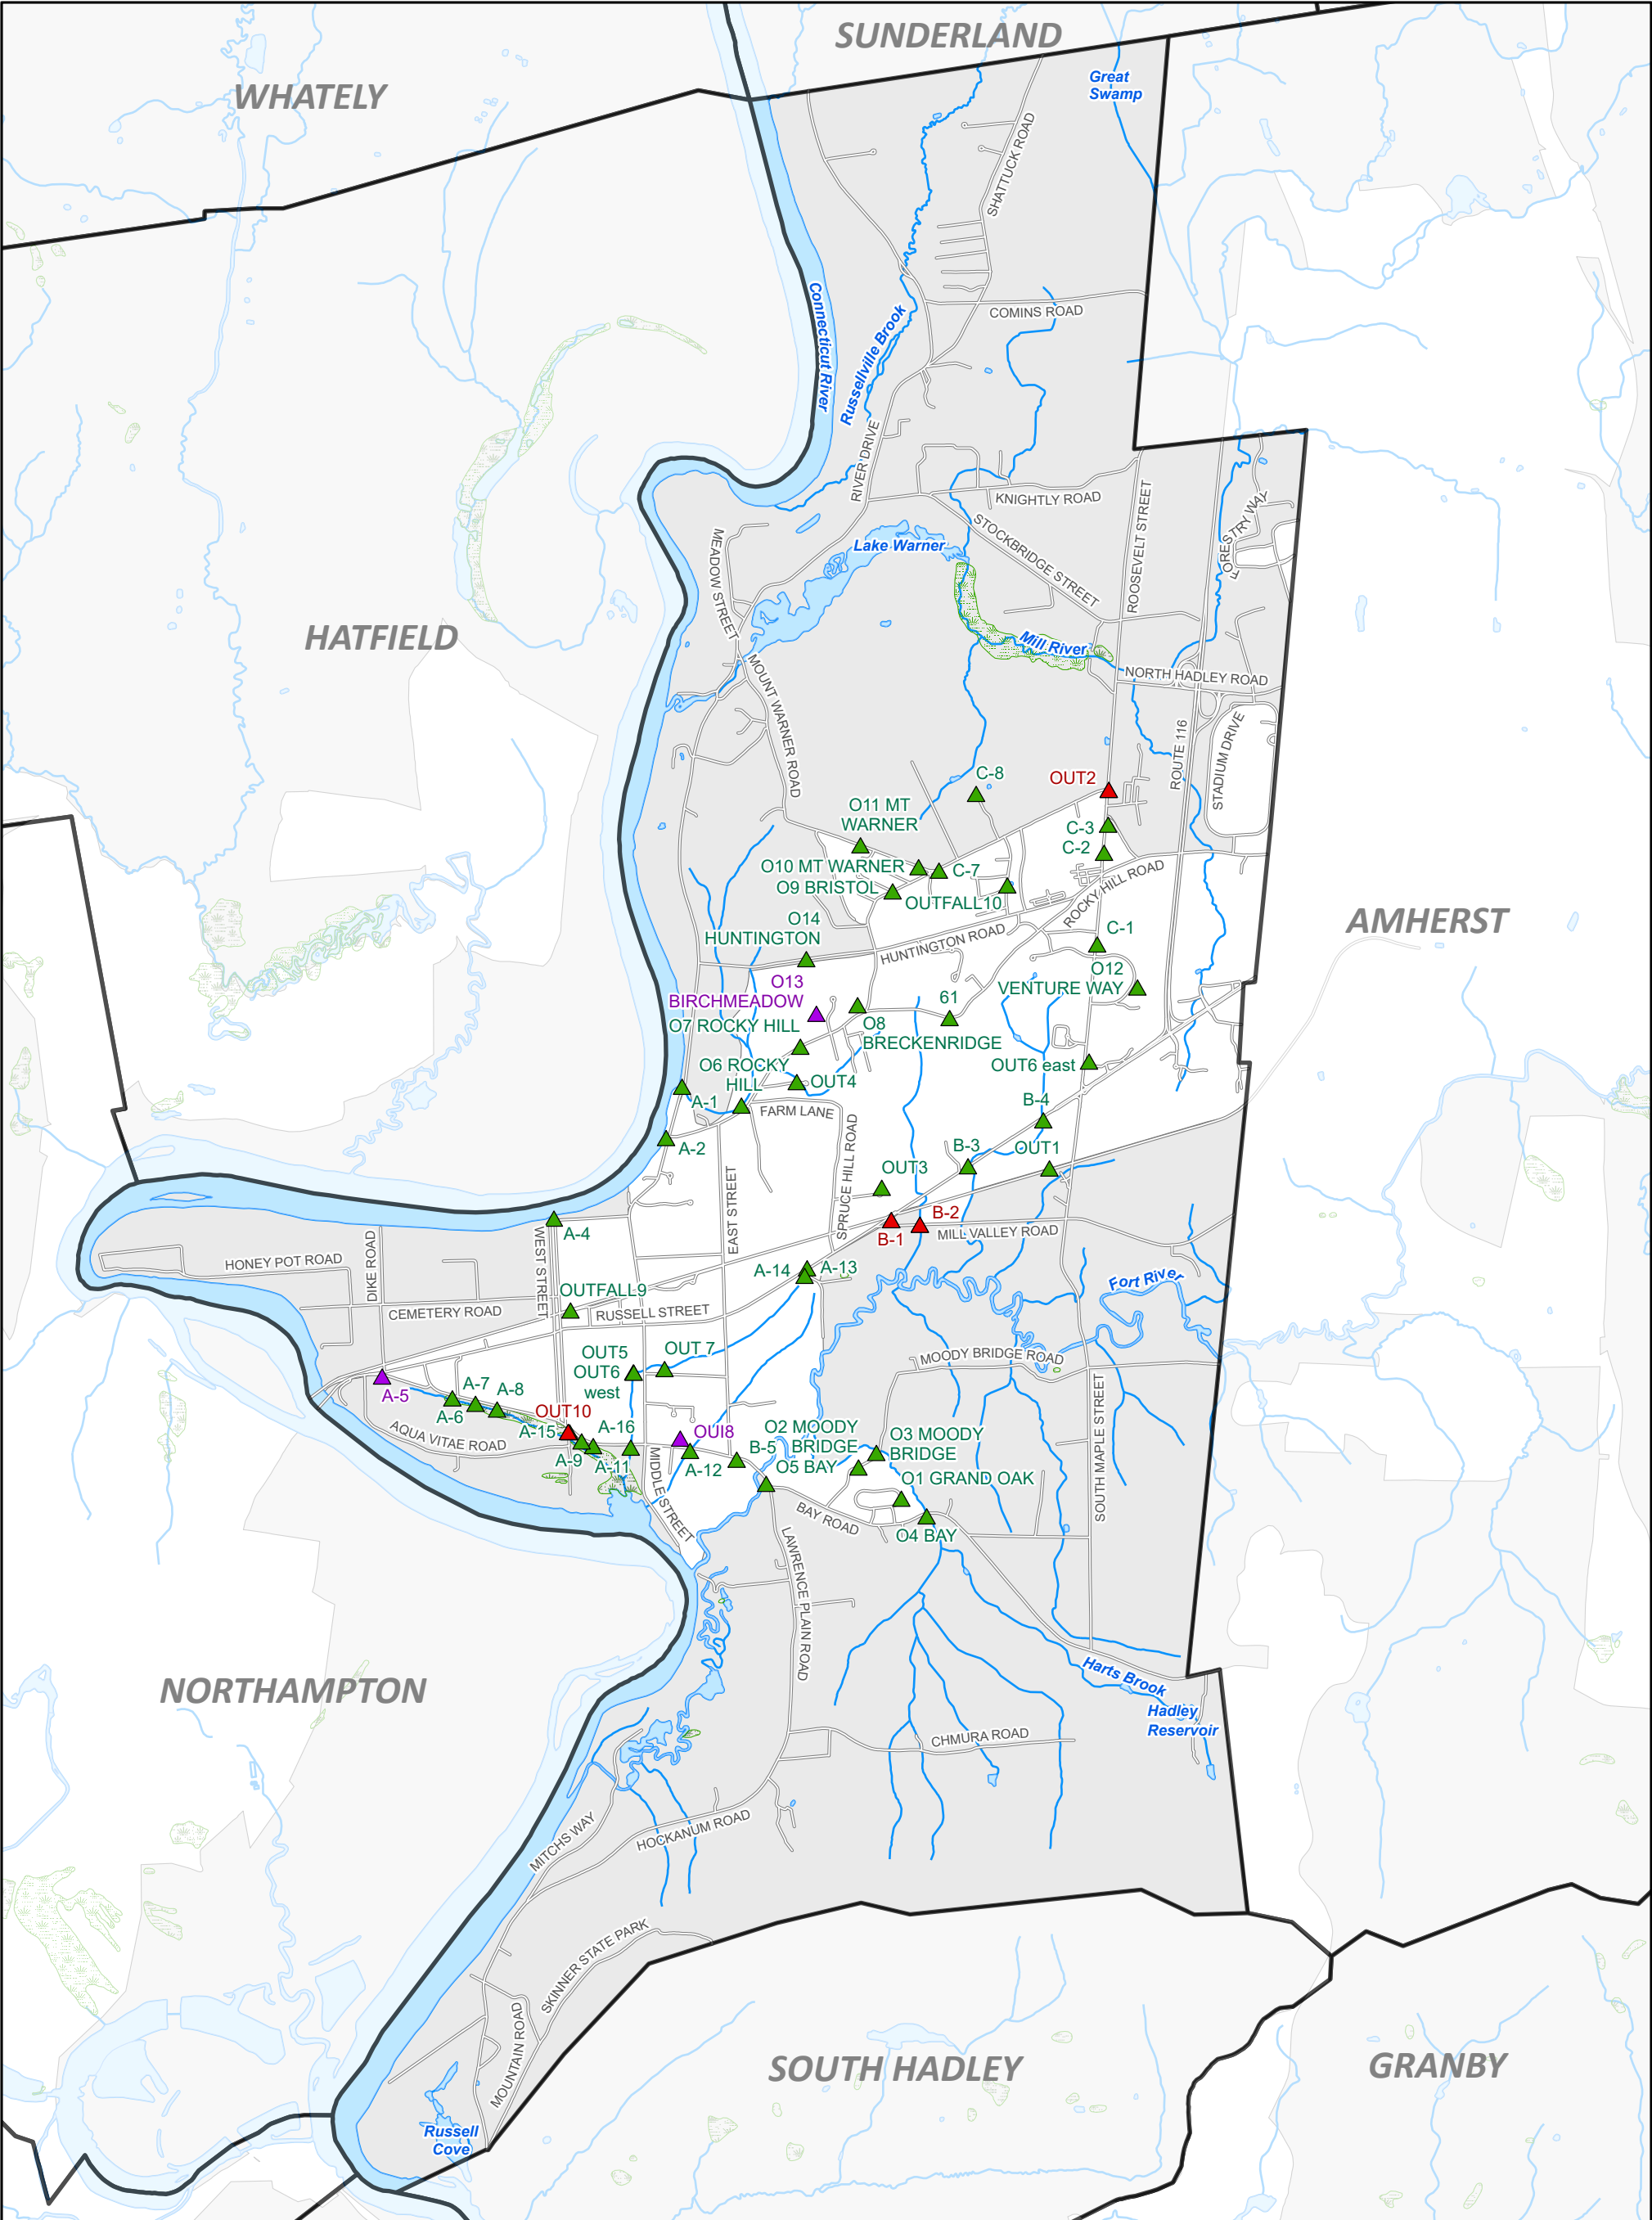 SUNDERLAND
WHATELY
Great
Swamp
SHATTUCK ROAD
Connecticut River
Russellville Brook
COMINS ROAD
RIVER DRIVE
KNIGHTLY ROAD
STOCKBRIDGE STREET
ROOSEVELT STREET
FORESTRY WAY
Lake Warner
MEADOW STREET
HATFIELD
Mill River
NORTH HADLEY ROAD
MOUNT WARNER ROAD
ROUTE 116
STADIUM DRIVE
C-8
OUT2
O11 MT
WARNER
C-3
C-2
O10 MT WARNER
C-7
O9 BRISTOL
OUTFALL10
ROCKY HILL ROAD
AMHERST
O14
HUNTINGTON
HUNTINGTON ROAD
C-1
O12
VENTURE WAY
O13
BIRCHMEADOW
61
O7 ROCKY HILL
O8
BRECKENRIDGE
O6 ROCKY
HILL
OUT4
OUT6 east
A-1
FARM LANE
B-4
A-2
B-3
OUT1
EAST STREET
SPRUCE HILL ROAD
OUT3
B-2
B-1
MILL VALLEY ROAD
A-4
WEST STREET
DIKE ROAD
HONEY POT ROAD
A-14
A-13
Fort River
OUTFALL9
CEMETERY ROAD
RUSSELL STREET
OUT5
OUT6
west
OUT 7
MOODY BRIDGE ROAD
SOUTH MAPLE STREET
A-5
A-7
A-8
A-6
OUT10
A-15
A-16
OUI8
AQUA VITAE ROAD
A-9
A-11
A-12
B-5
O2 MOODY
BRIDGE
O3 MOODY
BRIDGE
O5 BAY
O1 GRAND OAK
MIDDLE STREET
BAY ROAD
O4 BAY
LAWRENCE PLAIN ROAD
NORTHAMPTON
Harts Brook
Hadley
Reservoir
CHMURA ROAD
MITCHS WAY
HOCKANUM ROAD
SKINNER STATE PARK
MOUNTAIN ROAD
SOUTH HADLEY
GRANBY
Russell
Cove